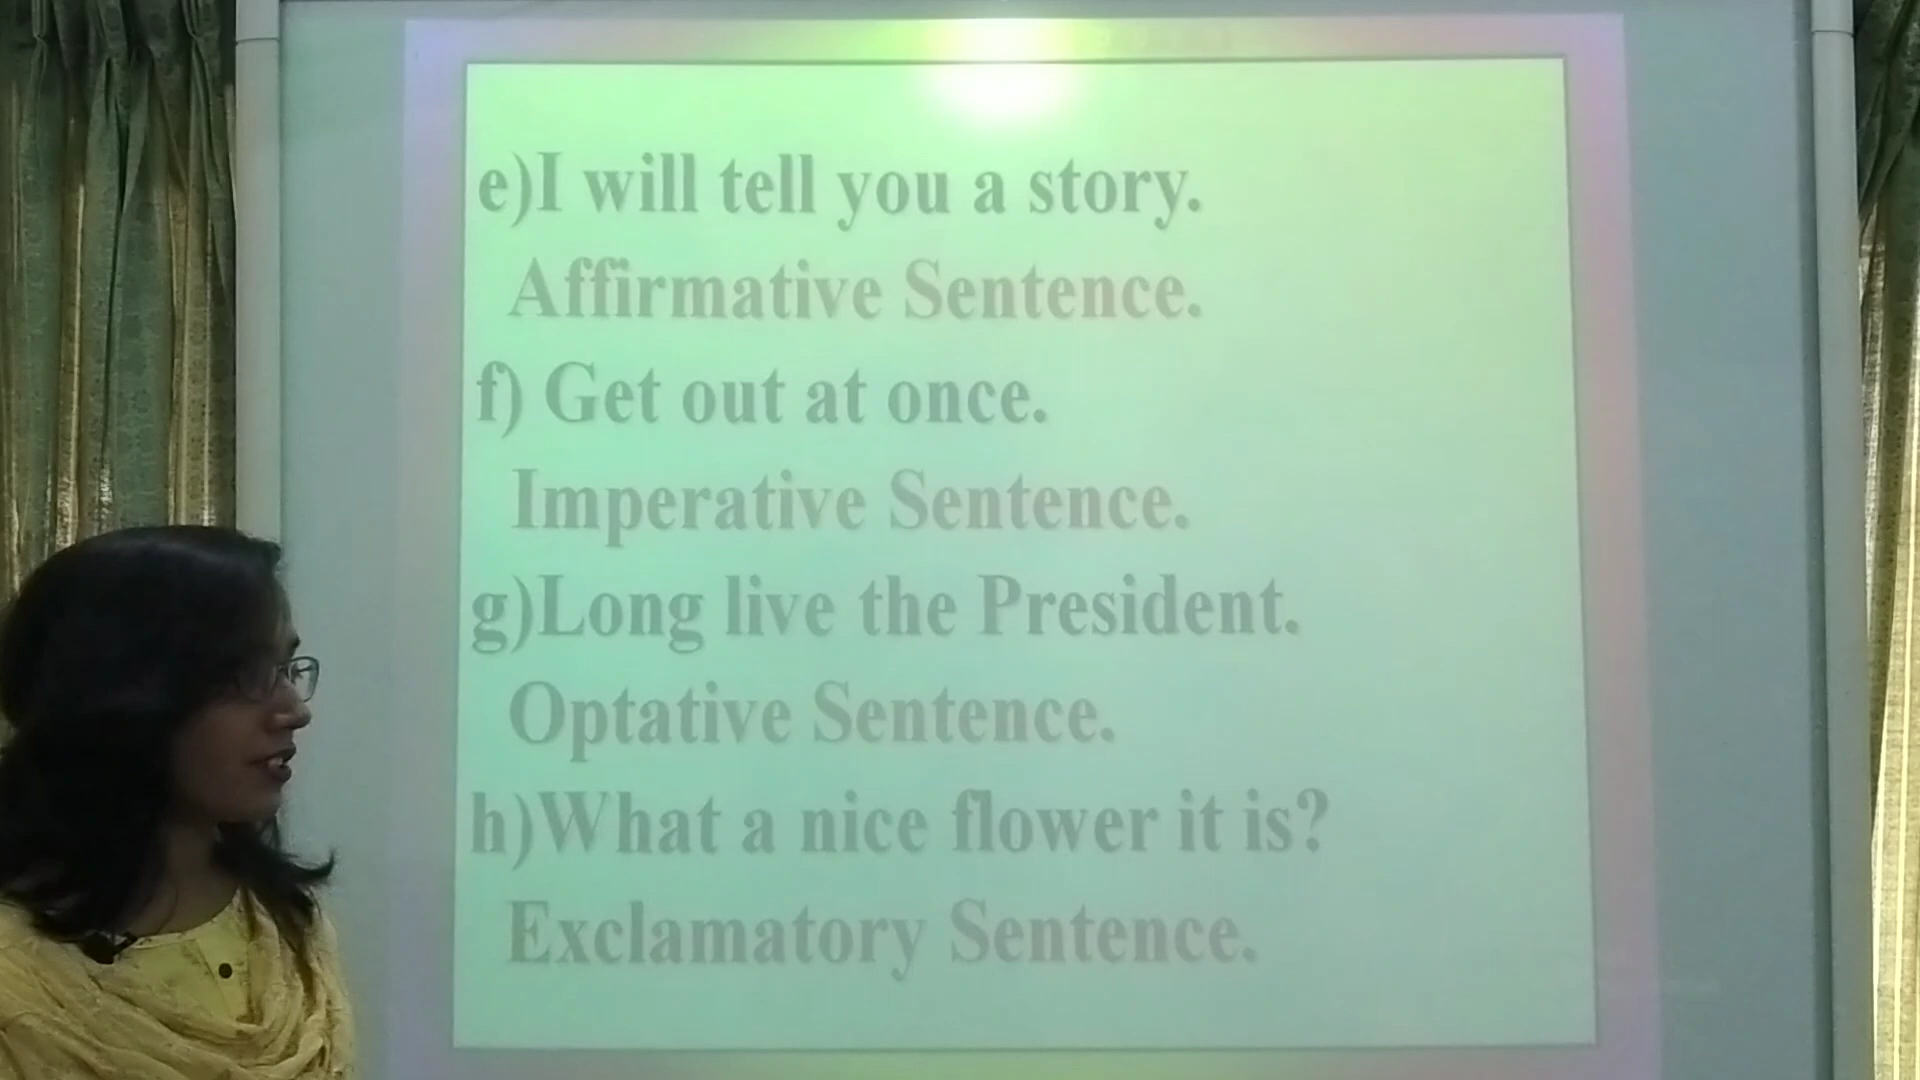 e)I will tell you a story.
Affirmative Sentence.
f) Get out at once.
Imperative Sentence.
g)Long live the President.
Optative Sentence.
h)What a nice flower it is?
Exclamatory Sentence.